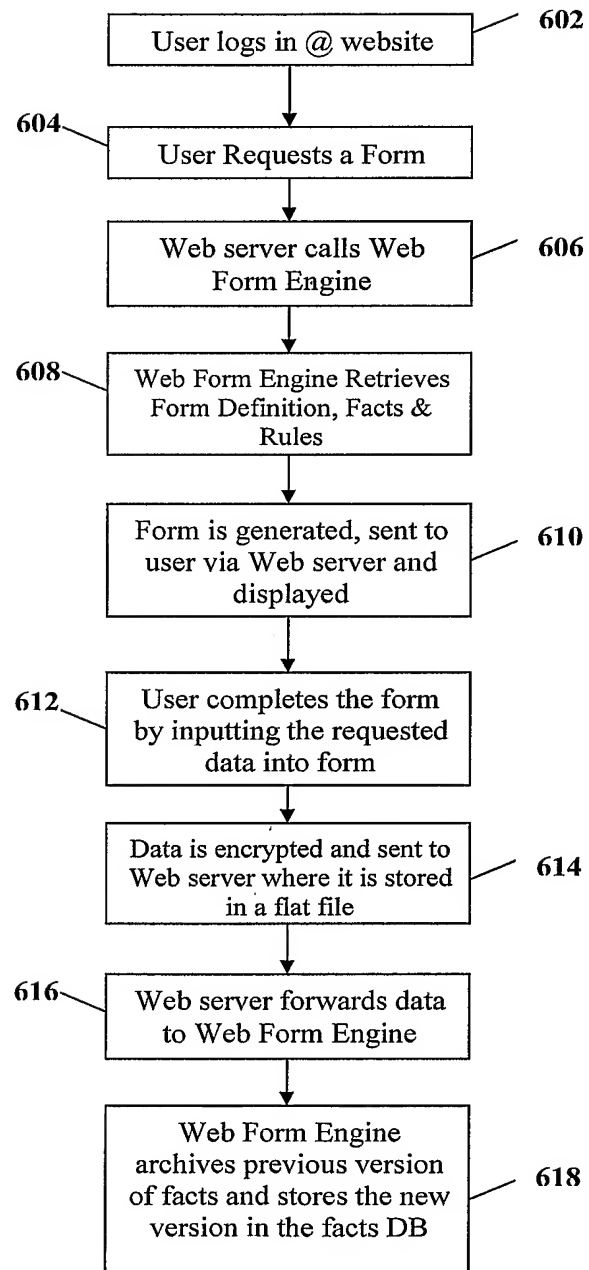 602
User logs in @ website
604
User Requests a Form
Web server calls Web
Form Engine
606
608
Web Form Engine Retrieves
Form Definition, Facts &
Rules
Form is generated, sent to
user via Web server and
displayed
610
612
User completes the form
by inputting the requested
data into form
Data is encrypted and sent to
Web server where it is stored
in a flat file
614
616
Web server forwards data
to Web Form Engine
Web Form Engine
archives previous version
of facts and stores the new
version in the facts DB
618